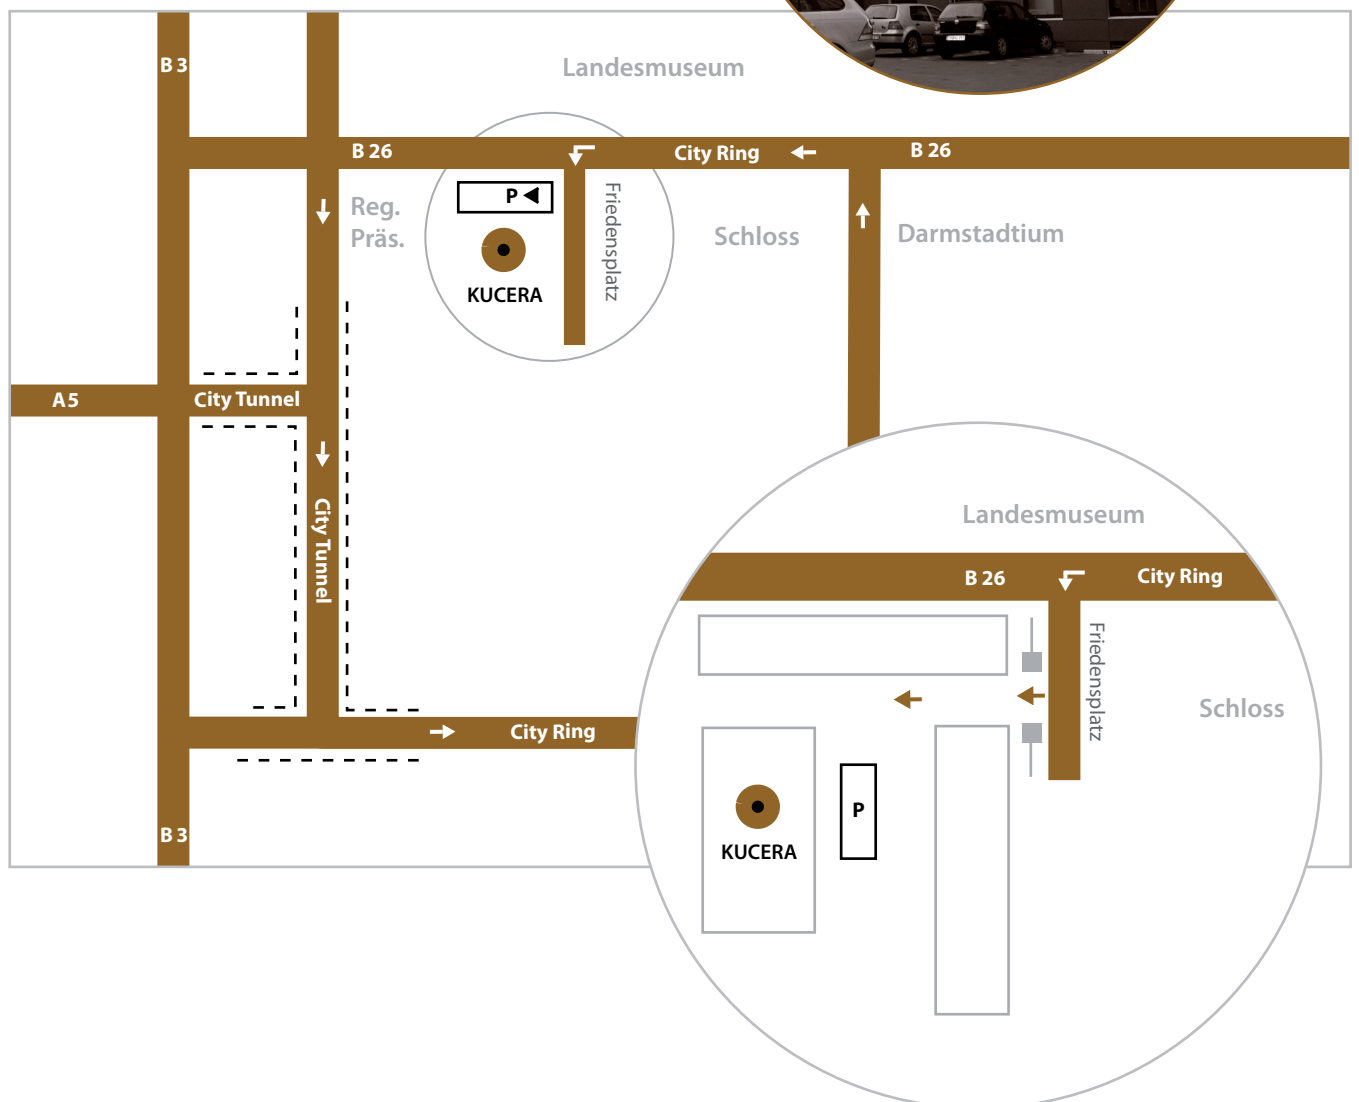 B 3
Landesmuseum
B 26
City Ring
B 26
P
Reg.
Präs.
Friedensplatz
Schloss
Darmstadtium
KUCERA
A 5
City Tunnel
City Tunnel
Landesmuseum
B 26
City Ring
Friedensplatz
Schloss
City Ring
P
B 3
KUCERA